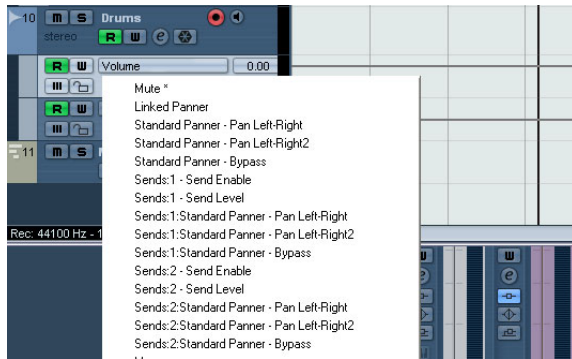 10 m S Drums
stereo R W e
R W Volume 0.00
R W
Mute *
Linked Panner
Standard Panner - Pan Left-Right
Standard Panner - Pan Left-Right2
Standard Panner - Bypass
11 m S
Sends:1 - Send Enable
Sends:1 - Send Level
Sends:1:Standard Panner - Pan Left-Right
Sends:1:Standard Panner - Pan Left-Right2
Rec: 44100 Hz - 1
Sends:1:Standard Panner - Bypass
W W
Sends:2 - Send Enable
e e
Sends:2 - Send Level
Sends:2:Standard Panner - Pan Left-Right
Sends:2:Standard Panner - Pan Left-Right2
Sends:2:Standard Panner - Bypass